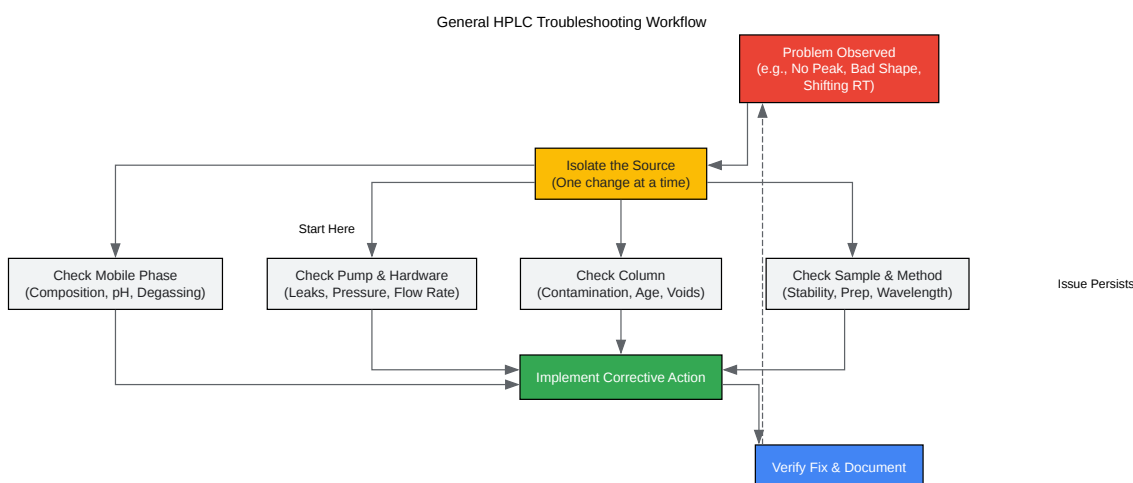 General HPLC Troubleshooting Workflow
Problem Observed
(e.g., No Peak, Bad Shape,
Shifting RT)
Isolate the Source
(One change at a time)
Start Here
Check Mobile Phase
(Composition, pH, Degassing)
Check Pump & Hardware
(Leaks, Pressure, Flow Rate)
Check Column
(Contamination, Age, Voids)
Check Sample & Method
(Stability, Prep, Wavelength)
Issue Persists
Implement Corrective Action
Verify Fix & Document